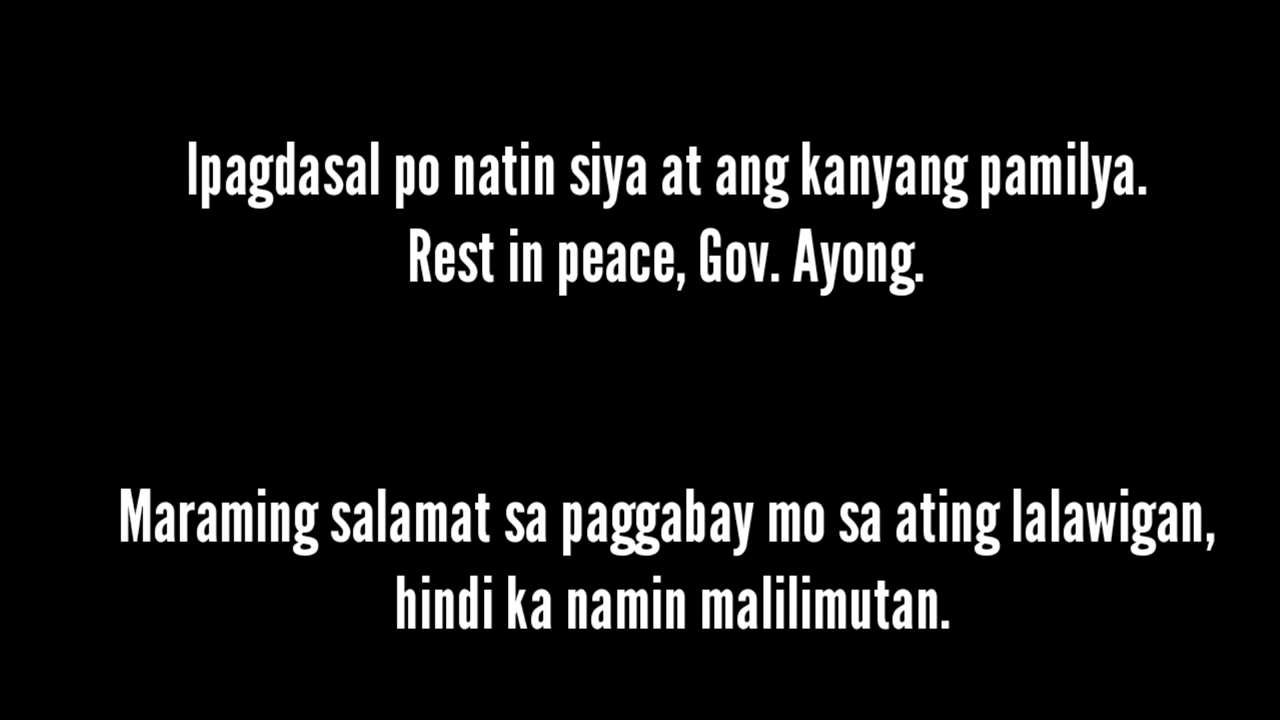 Ipagdasal po natin siya at ang kanyang pamilya.
Rest in peace, Gov. Ayong.
Maraming salamat sa paggabay mo sa ating lalawigan,
hindi ka namin malilimutan.